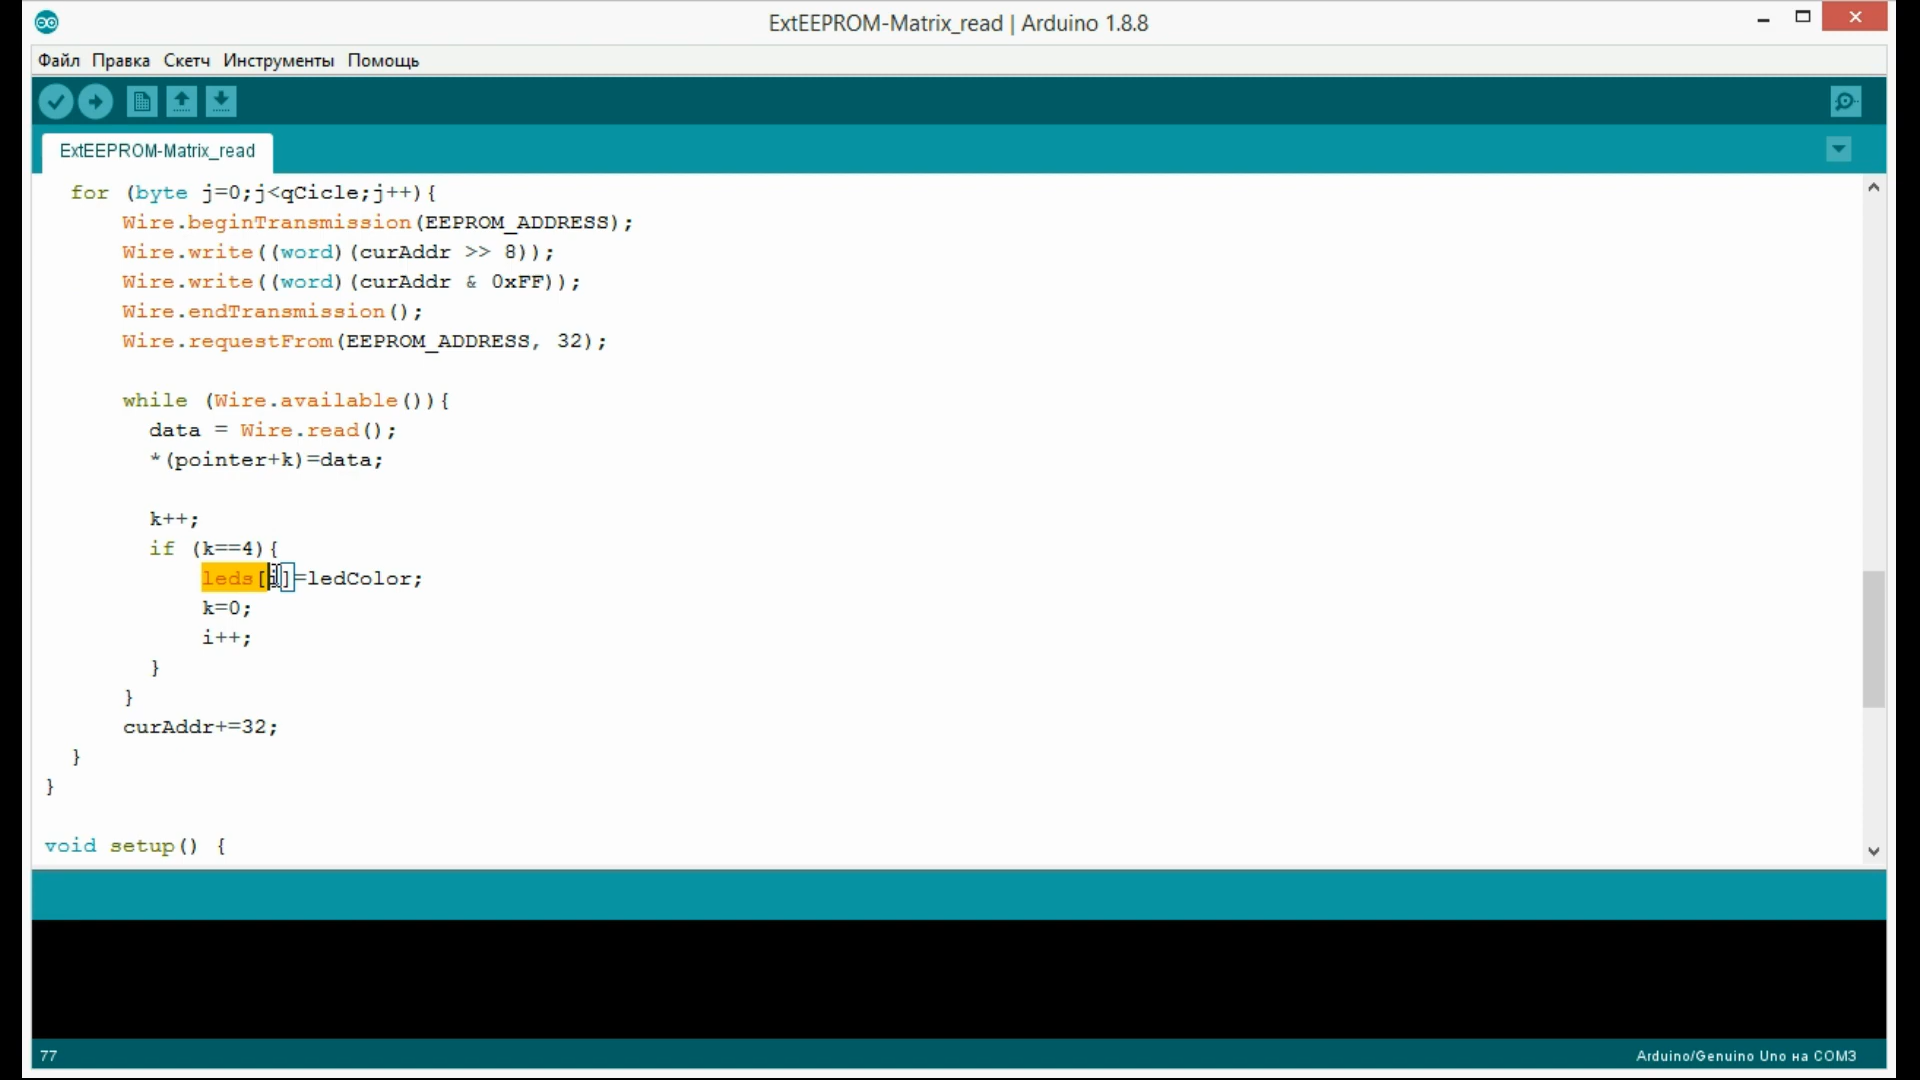 ExtEEPROM-Matrix_read | Arduino 1.8.8
Файл Правка Скетч Инструменты Помощь
ExtEEPROM-Matrix_read
for (byte j=0;j<qCicle;j++){
Wire.beginTransmission(EEPROM_ADDRESS);
Wire.write((word)(curAddr >> 8));
Wire.write((word)(curAddr & 0xFF));
Wire.endTransmission();
Wire.requestFrom(EEPROM_ADDRESS, 32);
while (Wire.available()){
data = Wire.read();
*(pointer+k)=data;
k++;
if (k==4){
leds[i]=ledColor;
k=0;
i++;
}
}
curAddr+=32;
}
}
void setup() {
77
Arduino/Genuino Uno на COM3